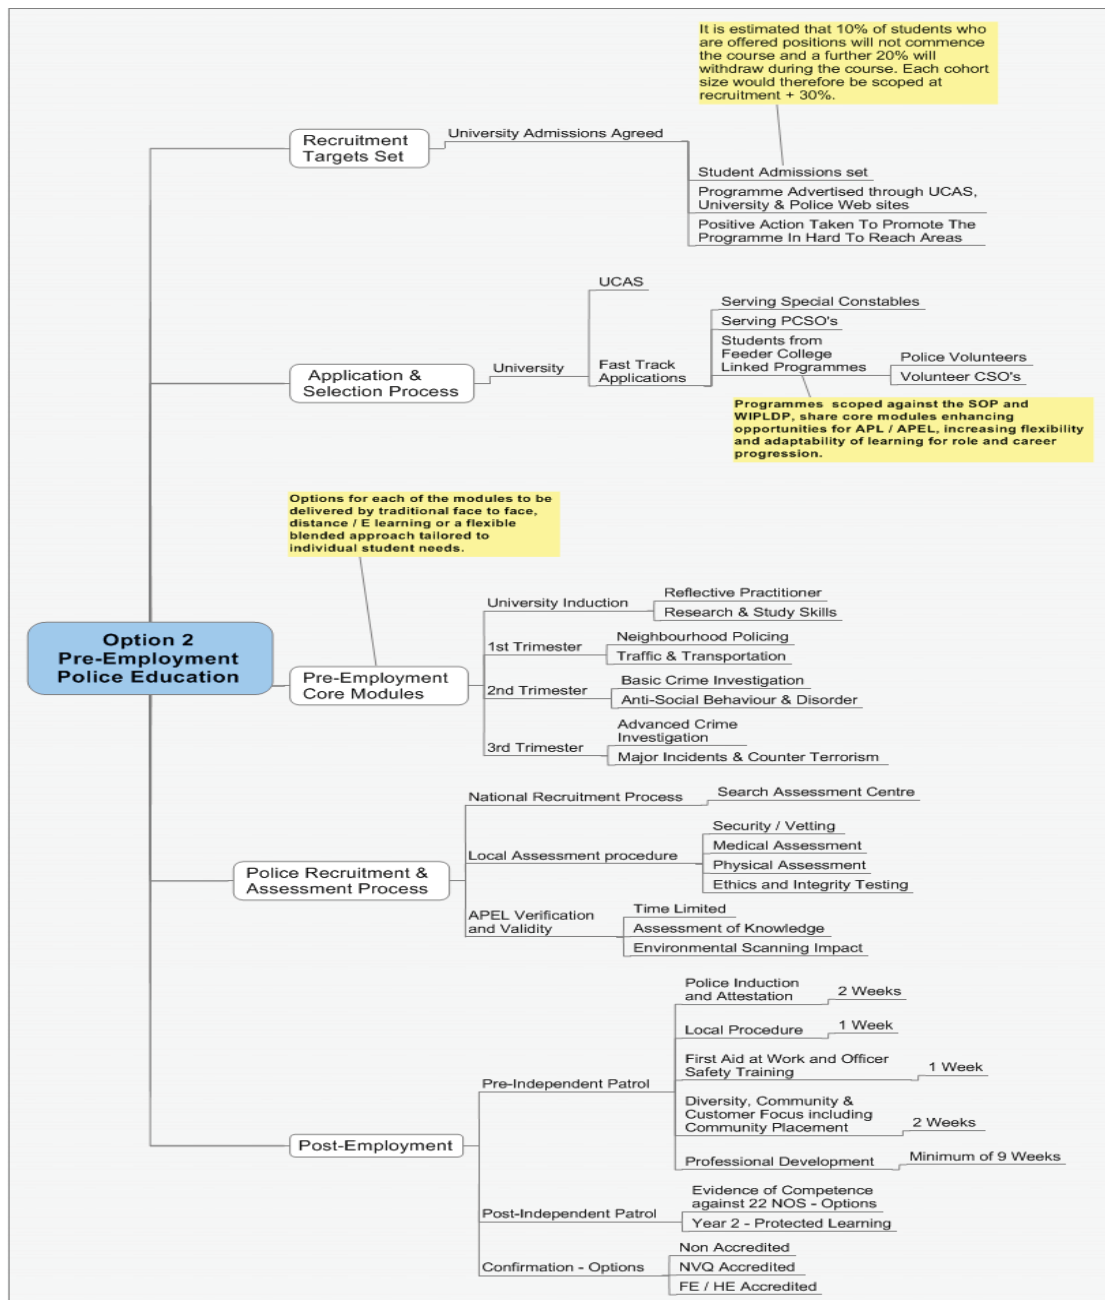 It is estimated that 10% of students who
are offered positions will not commence
the course and a further 20% will
withdraw during the course. Each cohort
size would therefore be scoped at
recruitment + 30%.
Recruitment
Targets Set
University Admissions Agreed
Student Admissions set
Programme Advertised through UCAS,
University & Police Web sites
Positive Action Taken To Promote The
Programme In Hard To Reach Areas
Application &
Selection Process
University
UCAS
Fast Track
Applications
Serving Special Constables
Serving PCSO's
Students from
Feeder College
Linked Programmes
Police Volunteers
Volunteer CSO's
Programmes scoped against the SOP and
WIPLDP, share core modules enhancing
opportunities for APL / APEL, increasing flexibility
and adaptability of learning for role and career
progression.
Options for each of the modules to be
delivered by traditional face to face,
distance / E learning or a flexible
blended approach tailored to
individual student needs.
Option 2
Pre-Employment
Police Education
Pre-Employment
Core Modules
University Induction
Reflective Practitioner
Research & Study Skills
1st Trimester
Neighbourhood Policing
Traffic & Transportation
2nd Trimester
Basic Crime Investigation
Anti-Social Behaviour & Disorder
3rd Trimester
Advanced Crime
Investigation
Major Incidents & Counter Terrorism
Police Recruitment &
Assessment Process
National Recruitment Process
Search Assessment Centre
Local Assessment procedure
Security / Vetting
Medical Assessment
Physical Assessment
Ethics and Integrity Testing
APEL Verification
and Validity
Time Limited
Assessment of Knowledge
Environmental Scanning Impact
Post-Employment
Pre-Independent Patrol
Police Induction
and Attestation
2 Weeks
Local Procedure
1 Week
First Aid at Work and Officer
Safety Training
1 Week
Diversity, Community &
Customer Focus including
Community Placement
2 Weeks
Professional Development
Minimum of 9 Weeks
Post-Independent Patrol
Evidence of Competence
against 22 NOS - Options
Year 2 - Protected Learning
Confirmation - Options
Non Accredited
NVQ Accredited
FE / HE Accredited